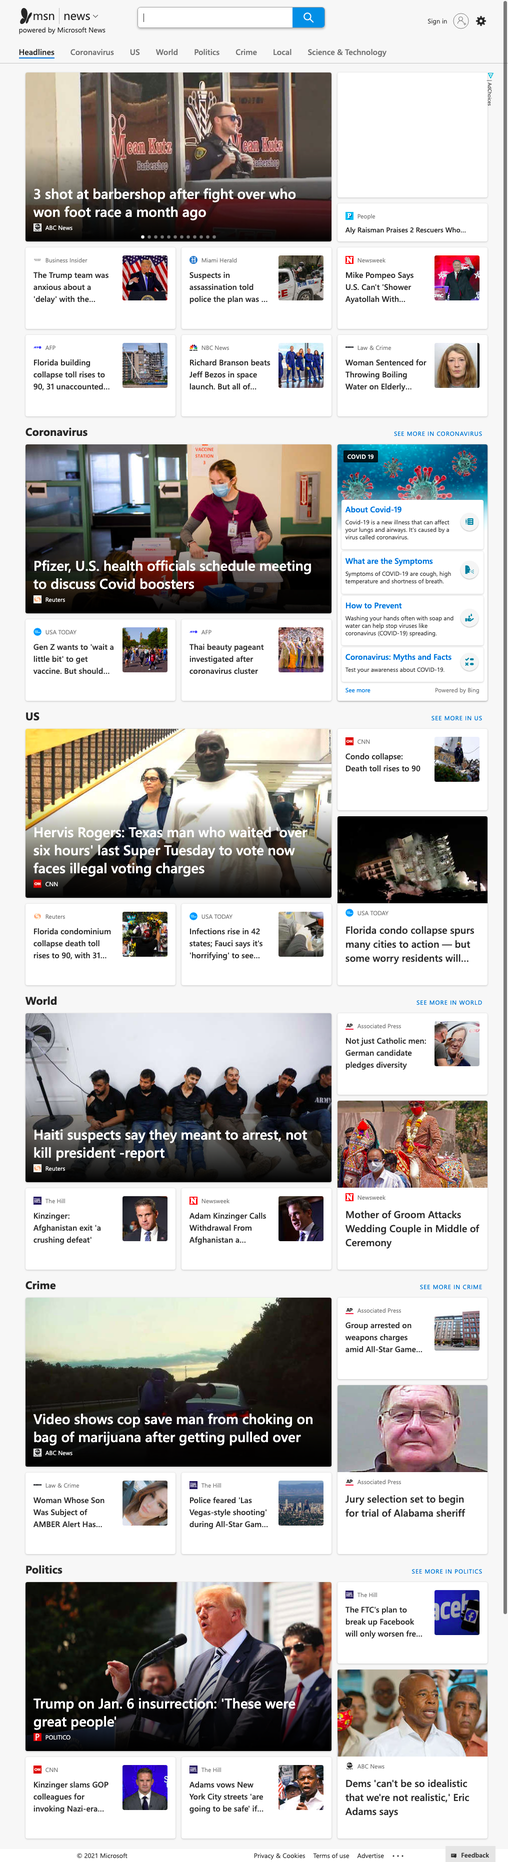 msn | news
powered by Microsoft News
Sign in
Headlines Coronavirus US World Politics Crime Local Science & Technology
Mean Kutz
Barbershop
Mean Kutz
Barbershop
3 shot at barbershop after fight over who
won foot race a month ago
ABC News
AdChoices
People
Aly Raisman Praises 2 Rescuers Who...
Business Insider
The Trump team was
anxious about a
'delay' with the...
Miami Herald
Suspects in
assassination told
police the plan was ...
Newsweek
Mike Pompeo Says
U.S. Can't 'Shower
Ayatollah With...
AFP
Florida building
collapse toll rises to
90, 31 unaccounted...
NBC News
Richard Branson beats
Jeff Bezos in space
launch. But all of...
Law & Crime
Woman Sentenced for
Throwing Boiling
Water on Elderly...
Coronavirus
SEE MORE IN CORONAVIRUS
VACCINE
STATION
3
Pfizer, U.S. health officials schedule meeting
to discuss Covid boosters
Reuters
COVID 19
About Covid-19
Covid-19 is a new illness that can affect
your lungs and airways. It's caused by a
virus called coronavirus.
What are the Symptoms
Symptoms of COVID-19 are cough, high
temperature and shortness of breath.
How to Prevent
Washing your hands often with soap and
water can help stop viruses like
coronavirus (COVID-19) spreading.
Coronavirus: Myths and Facts
Test your awareness about COVID-19.
See more
Powered by Bing
USA TODAY
Gen Z wants to 'wait a
little bit' to get
vaccine. But should...
AFP
Thai beauty pageant
investigated after
coronavirus cluster
US
SEE MORE IN US
Hervis Rogers: Texas man who waited 'over
six hours' last Super Tuesday to vote now
faces illegal voting charges
CNN
CNN
Condo collapse:
Death toll rises to 90
USA TODAY
Florida condo collapse spurs
many cities to action — but
some worry residents will...
Reuters
Florida condominium
collapse death toll
rises to 90, with 31...
USA TODAY
Infections rise in 42
states; Fauci says it's
'horrifying' to see...
World
SEE MORE IN WORLD
Haiti suspects say they meant to arrest, not
kill president -report
Reuters
Associated Press
Not just Catholic men:
German candidate
pledges diversity
Newsweek
Mother of Groom Attacks
Wedding Couple in Middle of
Ceremony
The Hill
Kinzinger:
Afghanistan exit 'a
crushing defeat'
Newsweek
Adam Kinzinger Calls
Withdrawal From
Afghanistan a...
Crime
SEE MORE IN CRIME
Video shows cop save man from choking on
bag of marijuana after getting pulled over
ABC News
Associated Press
Group arrested on
weapons charges
amid All-Star Game...
Associated Press
Jury selection set to begin
for trial of Alabama sheriff
Law & Crime
Woman Whose Son
Was Subject of
AMBER Alert Has...
The Hill
Police feared 'Las
Vegas-style shooting'
during All-Star Gam...
Politics
SEE MORE IN POLITICS
Trump on Jan. 6 insurrection: 'These were
great people'
POLITICO
The Hill
The FTC's plan to
break up Facebook
will only worsen fre...
ABC News
Dems 'can't be so idealistic
that we're not realistic,' Eric
Adams says
CNN
Kinzinger slams GOP
colleagues for
invoking Nazi-era...
The Hill
Adams vows New
York City streets 'are
going to be safe' if...
© 2021 Microsoft
Privacy & Cookies Terms of use Advertise ...
Feedback